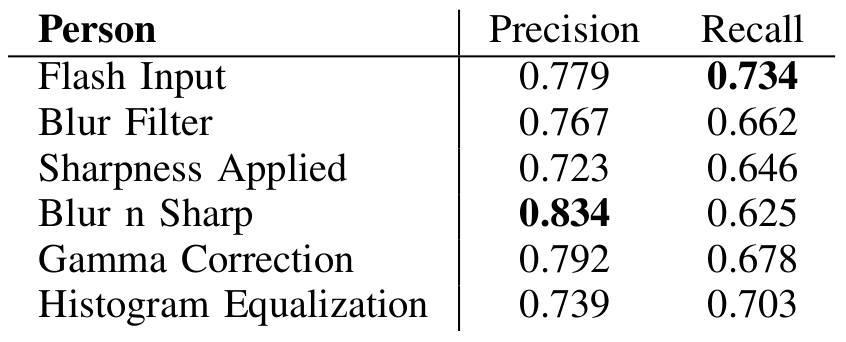 Person Precision Recall
Flash Input 0.779 0.734
Blur Filter 0.767 0.662
Sharpness Applied 0.723 0.646
Blur n Sharp 0.834 0.625
Gamma Correction 0.792 0.678
Histogram Equalization 0.739 0.703